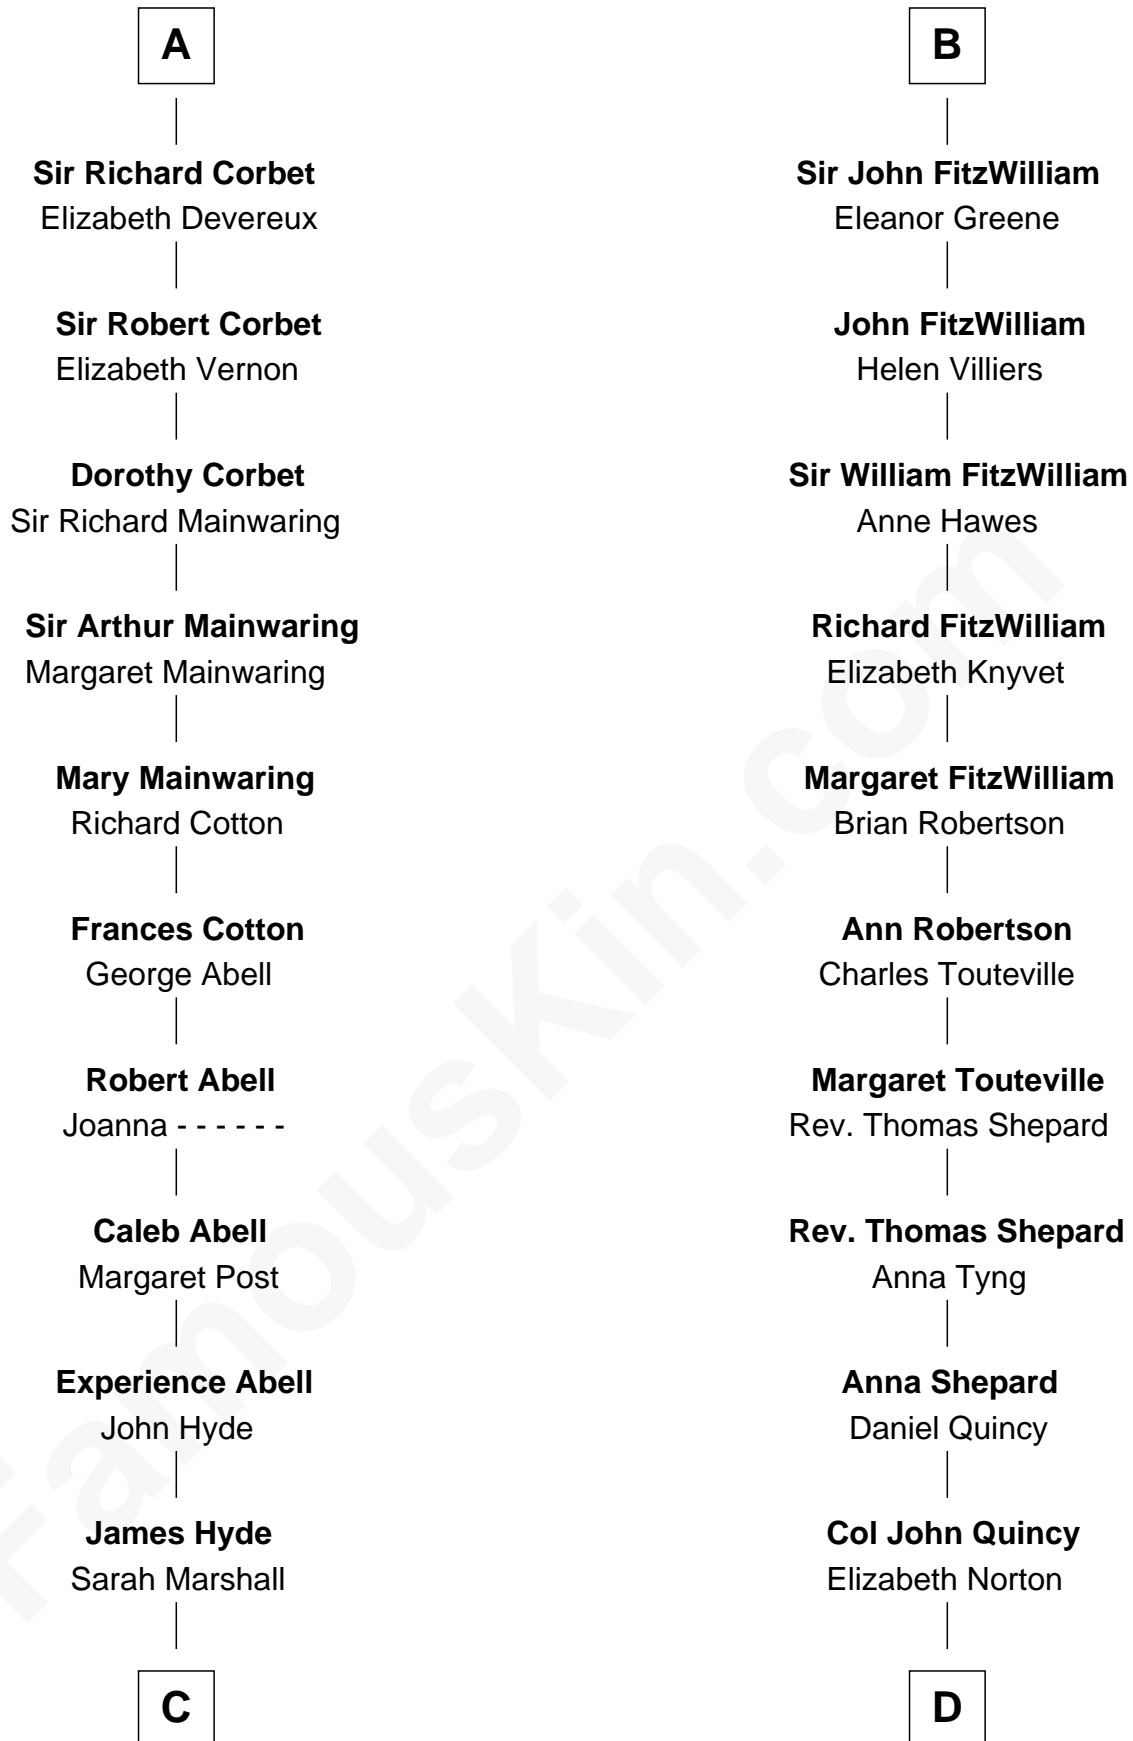 A
Sir Richard Corbet
Elizabeth Devereux
Sir Robert Corbet
Elizabeth Vernon
Dorothy Corbet
Sir Richard Mainwaring
Sir Arthur Mainwaring
Margaret Mainwaring
Mary Mainwaring
Richard Cotton
Frances Cotton
George Abell
Robert Abell
Joanna - - - - - -
Caleb Abell
Margaret Post
Experience Abell
John Hyde
James Hyde
Sarah Marshall
C
B
Sir John FitzWilliam
Eleanor Greene
John FitzWilliam
Helen Villiers
Sir William FitzWilliam
Anne Hawes
Richard FitzWilliam
Elizabeth Knyvet
Margaret FitzWilliam
Brian Robertson
Ann Robertson
Charles Touteville
Margaret Touteville
Rev. Thomas Shepard
Rev. Thomas Shepard
Anna Tyng
Anna Shepard
Daniel Quincy
Col John Quincy
Elizabeth Norton
D
FamousKin.com